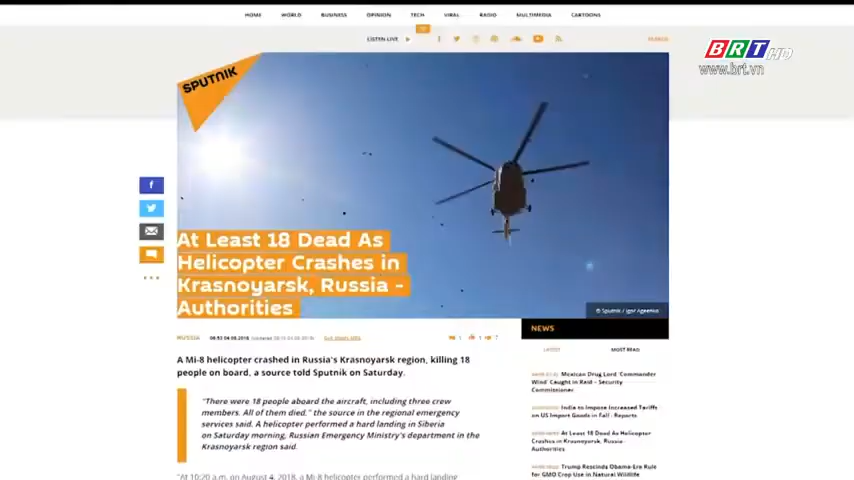 HOME WORLD BUSINESS OPINION TECH VIRAL RADIO MULTIMEDIA CARTOONS
LISTEN LIVE
BRT HD
www.brt.vn
SPUTNIK
At Least 18 Dead As
Helicopter Crashes in
Krasnoyarsk, Russia -
Authorities
© Sputnik / Igor Ageenko
RUSSIA
A Mi-8 helicopter crashed in Russia's Krasnoyarsk region, killing 18
people on board, a source told Sputnik on Saturday.
"There were 18 people aboard the aircraft, including three crew
members. All of them died," the source in the regional emergency
services said. A helicopter performed a hard landing in Siberia
on Saturday morning, Russian Emergency Ministry's department in the
Krasnoyarsk region said.
"At 10:20 a.m. on August 4, 2018, a Mi-8 helicopter performed a hard landing
NEWS
LATEST MOST READ
Mexican Drug Lord 'Commander
Wind' Caught in Raid – Security
Commissioner
India to Impose Increased Tariffs
on US Import Goods in Fall - Reports
At Least 18 Dead As Helicopter
Crashes in Krasnoyarsk, Russia -
Authorities
Trump Rescinds Obama-Era Rule
for GMO Crop Use in Natural Wildlife